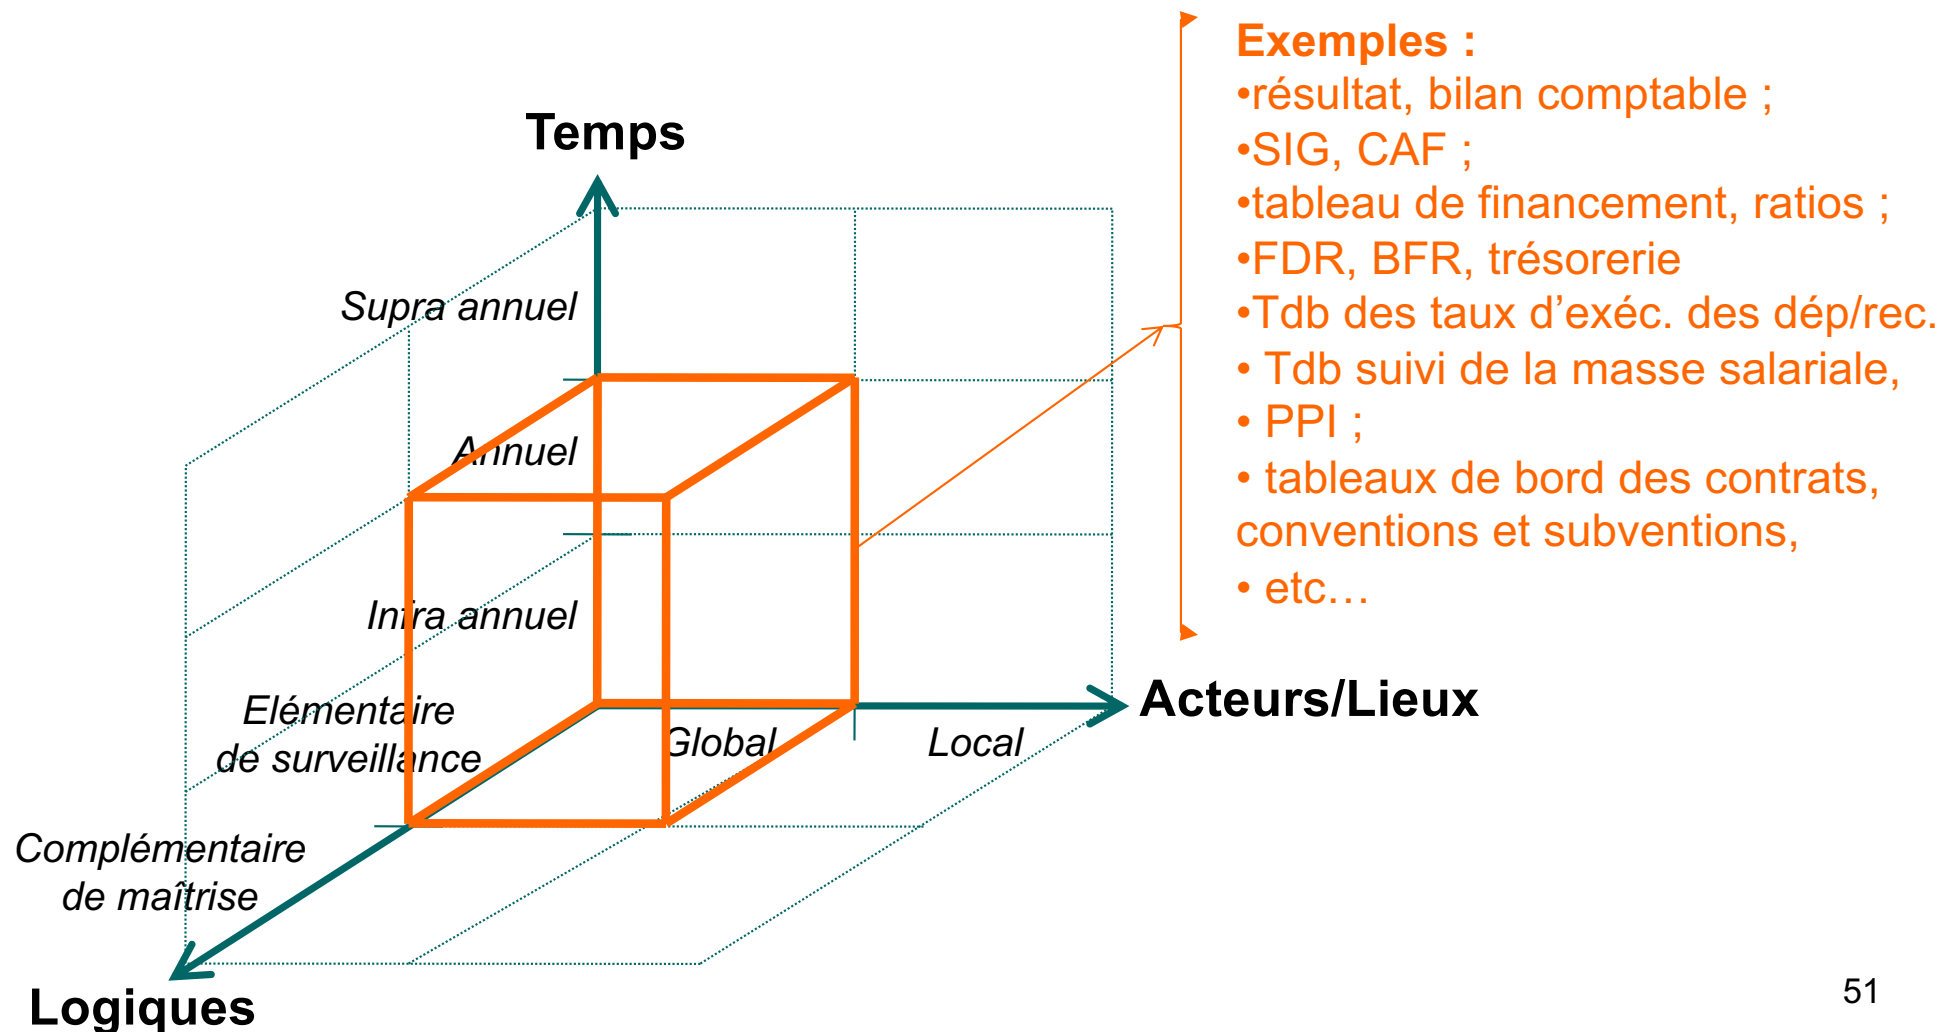 Exemples :
•résultat, bilan comptable ;
•SIG, CAF ;
•tableau de financement, ratios ;
•FDR, BFR, trésorerie
•Tdb des taux d’exéc. des dép/rec.
• Tdb suivi de la masse salariale,
• PPI ;
• tableaux de bord des contrats,
conventions et subventions,
• etc…
Temps
Supra annuel
Annuel
Infra annuel
Elémentaire
de surveillance
Complémentaire
de maîtrise
Logiques
Global
Local
Acteurs/Lieux
51